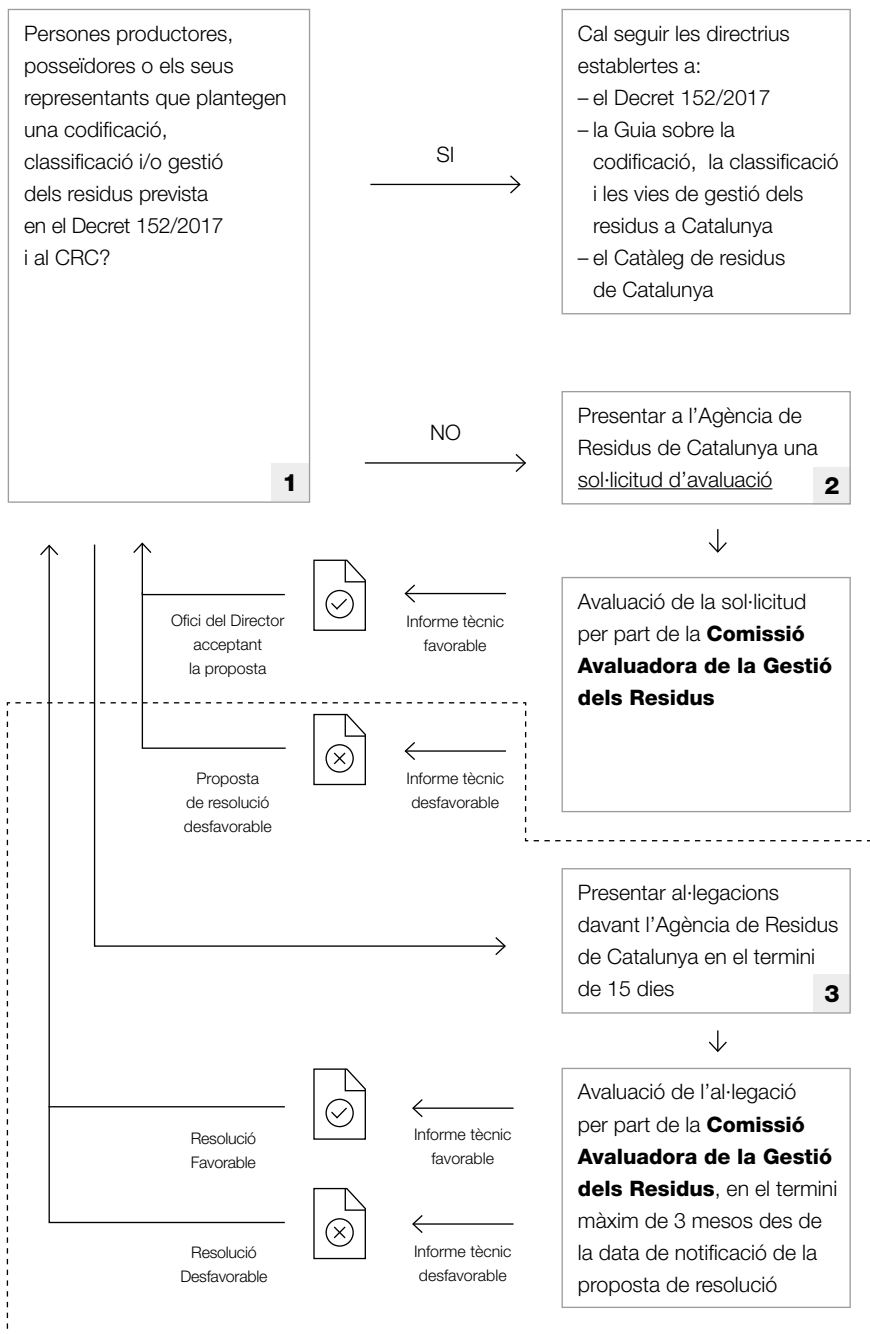 Persones productores,
posseïdores o els seus
representants que plantegen
una codificació,
classificació i/o gestió
dels residus prevista
en el Decret 152/2017
i al CRC?
1
SI
Cal seguir les directrius
establertes a:
– el Decret 152/2017
– la Guia sobre la
codificació, la classificació
i les vies de gestió dels
residus a Catalunya
– el Catàleg de residus
de Catalunya
NO
Presentar a l’Agència de
Residus de Catalunya una
sol·licitud d’avaluació
2
Avaluació de la sol·licitud
per part de la Comissió
Avaluadora de la Gestió
dels Residus
Informe tècnic
favorable
Ofici del Director
acceptant
la proposta
Informe tècnic
desfavorable
Proposta
de resolució
desfavorable
Presentar al·legacions
davant l’Agència de Residus
de Catalunya en el termini
de 15 dies
3
Avaluació de l’al·legació
per part de la Comissió
Avaluadora de la Gestió
dels Residus, en el termini
màxim de 3 mesos des de
la data de notificació de la
proposta de resolució
Informe tècnic
favorable
Resolució
Favorable
Informe tècnic
desfavorable
Resolució
Desfavorable